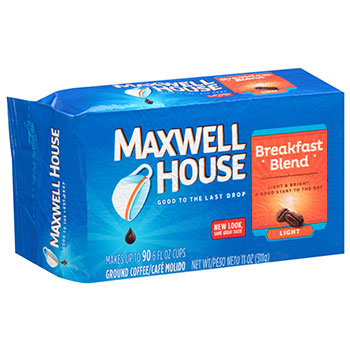 MAXWELL HOUSE
MAXWELL
HOUSE
GOOD TO THE LAST DROP
Breakfast
Blend
LIGHT & BRIGHT
A GOOD START TO THE DAY
LIGHT
NEW LOOK,
SAME GREAT TASTE
MAKES UP TO 90 6 FL OZ CUPS
GROUND COFFEE/CAFÉ MOLIDO
NET WT/PESO NETO 11 OZ (311g)